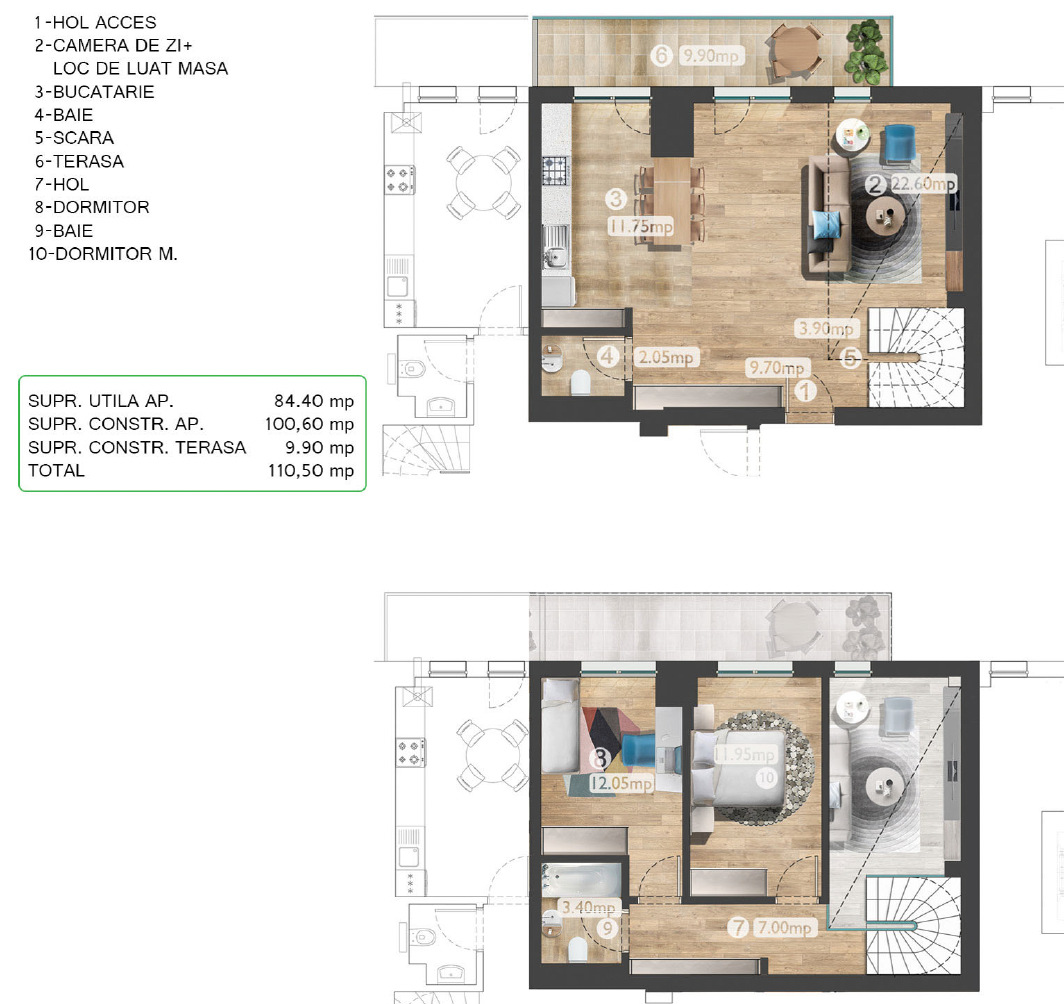 1-HOL ACCES
2-CAMERA DE ZI+
LOC DE LUAT MASA
3-BUCATARIE
4-BAIE
5-SCARA
6-TERASA
7-HOL
8-DORMITOR
9-BAIE
10-DORMITOR M.
6 9.90mp
3
11.75mp
2 22.60mp
3.90mp
5
4 2.05mp
9.70mp
1
SUPR. UTILA AP. 84.40 mp
SUPR. CONSTR. AP. 100,60 mp
SUPR. CONSTR. TERASA 9.90 mp
TOTAL 110,50 mp
8
12.05mp
11.95mp
10
3.40mp
9
7 7.00mp